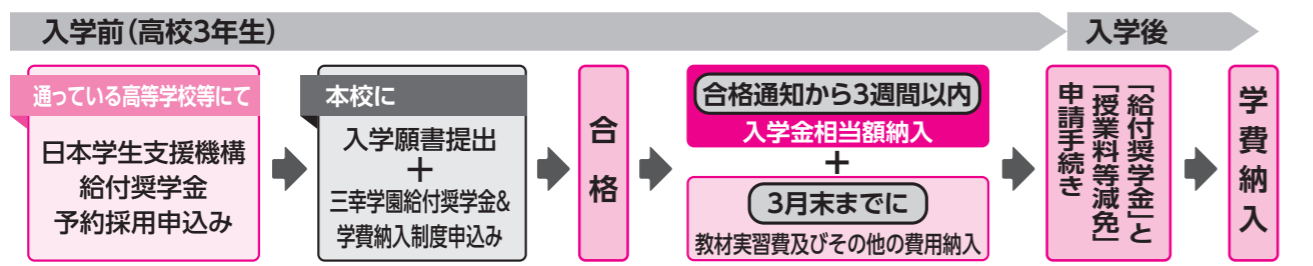 入学前(高校3年生)
入学後
通っている高等学校等にて
日本学生支援機構
給付奨学金
予約採用申込み
本校に
入学願書提出
+
三幸学園給付奨学金&
学費納入制度申込み
合格
合格通知から3週間以内
入学金相当額納入
+
3月末までに
教材実習費及びその他の費用納入
「給付奨学金」と
「授業料等減免」
申請手続き
学費納入